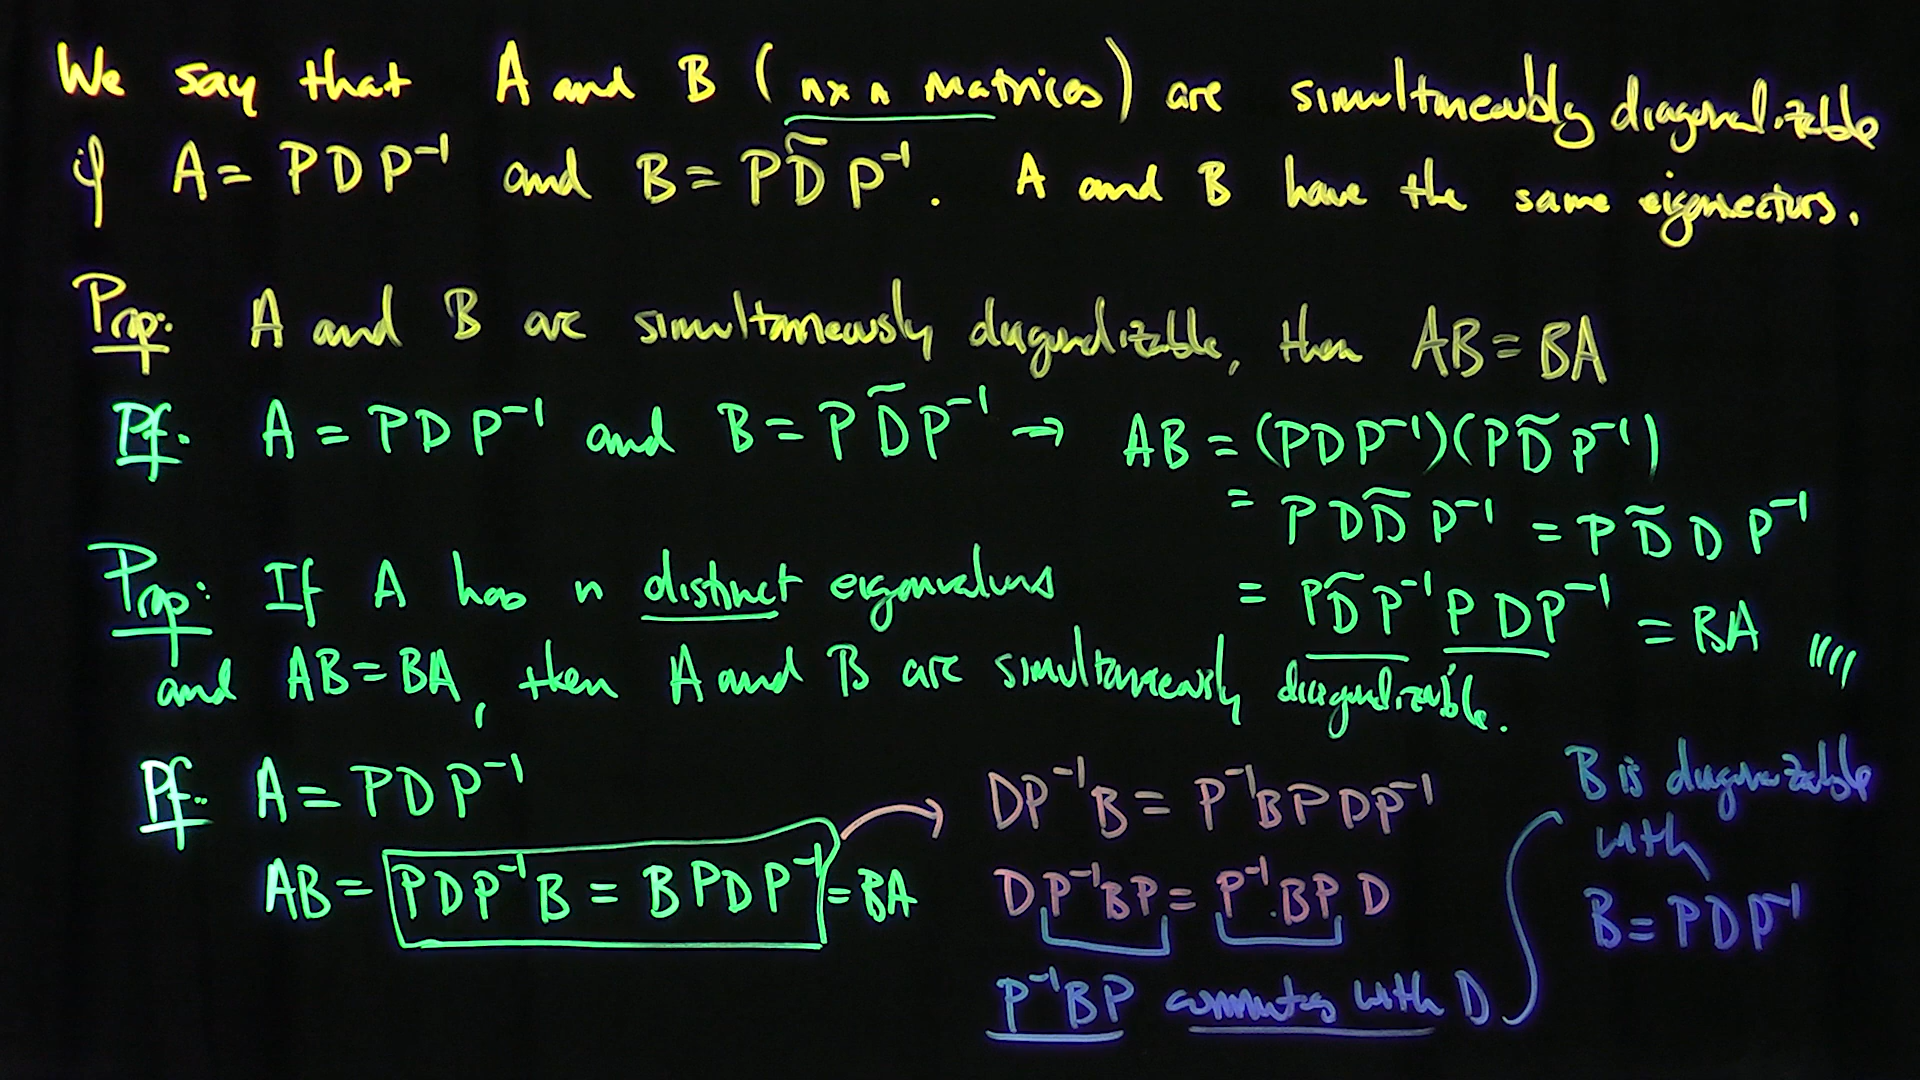 We say that A and B (n×n matrices) are simultaneously diagonalizable
if A = PDP⁻¹ and B = PD̃P⁻¹. A and B have the same eigenvectors.
Prop: A and B are simultaneously diagonalizable, then AB = BA
Pf. A = PDP⁻¹ and B = PD̃P⁻¹ → AB = (PDP⁻¹)(PD̃P⁻¹)
= PDD̃P⁻¹ = PD̃DP⁻¹
= PD̃P⁻¹PDP⁻¹ = BA ////
Prop: If A has n distinct eigenvalues
and AB = BA, then A and B are simultaneously diagonalizable.
Pf: A = PDP⁻¹
AB = PDP⁻¹B = BPDP⁻¹ = BA
DP⁻¹B = P⁻¹BPDP⁻¹
DP⁻¹BP = P⁻¹BPD
P⁻¹BP commutes with D
B is diagonalizable
with
B = PDP⁻¹